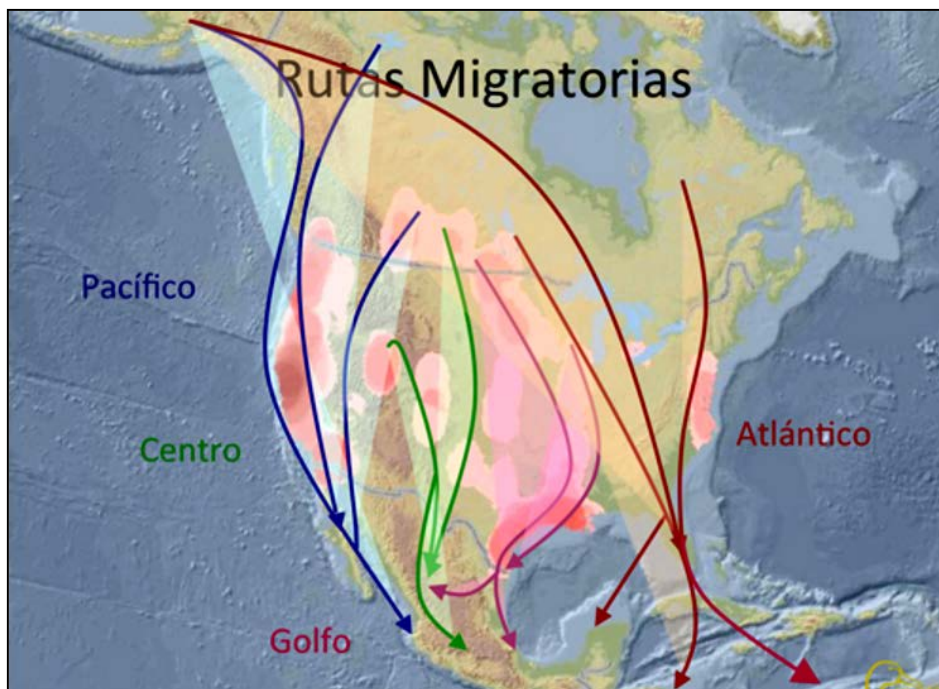 Rutas Migratorias
Pacífico
Centro
Atlántico
Golfo